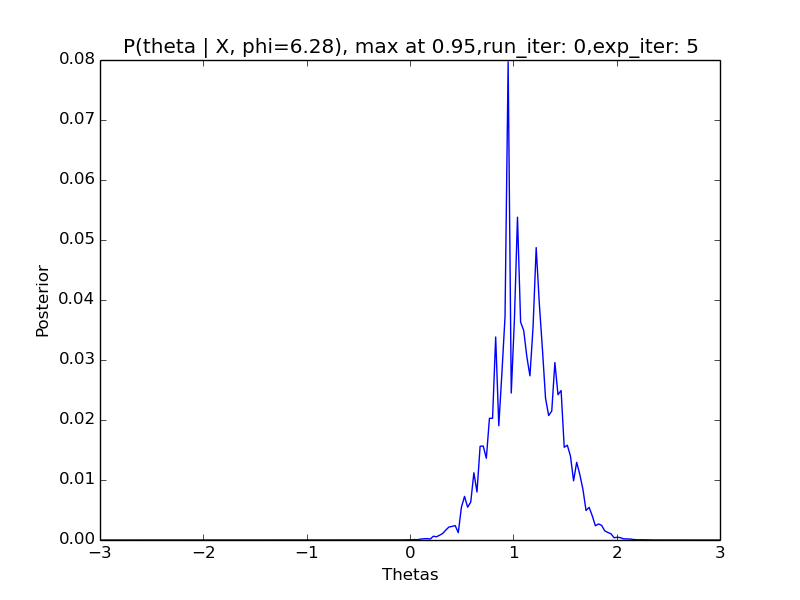 P(theta | X, phi=6.28), max at 0.95,run_iter: 0,exp_iter: 5
0.08
0.07
0.06
0.05
0.04
0.03
0.02
0.01
0.00
Posterior
−3 −2 −1 0 1 2 3
Thetas